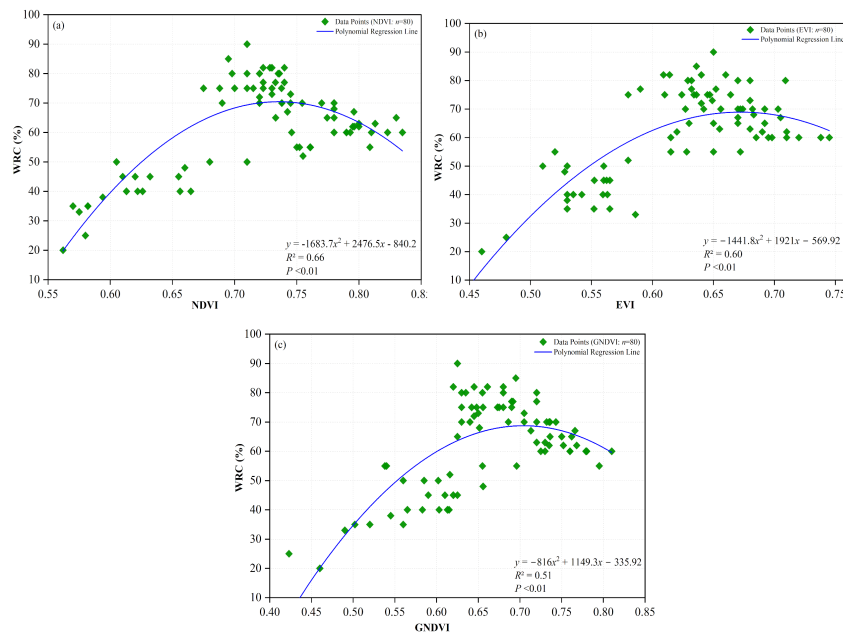 (a)
Data Points (NDVI: n=80)
Polynomial Regression Line
WRC (%)
100
90
80
70
60
50
40
30
20
10
y = -1683.7x² + 2476.5x - 840.2
R² = 0.66
P <0.01
0.55 0.60 0.65 0.70 0.75 0.80 0.8
NDVI
(b)
Data Points (EVI: n=80)
Polynomial Regression Line
WRC (%)
100
90
80
70
60
50
40
30
20
10
y = −1441.8x² + 1921x − 569.92
R² = 0.60
P <0.01
0.45 0.50 0.55 0.60 0.65 0.70 0.75
EVI
(c)
Data Points (GNDVI: n=80)
Polynomial Regression Line
WRC (%)
100
90
80
70
60
50
40
30
20
10
y = −816x² + 1149.3x − 335.92
R² = 0.51
P <0.01
0.40 0.45 0.50 0.55 0.60 0.65 0.70 0.75 0.80 0.85
GNDVI